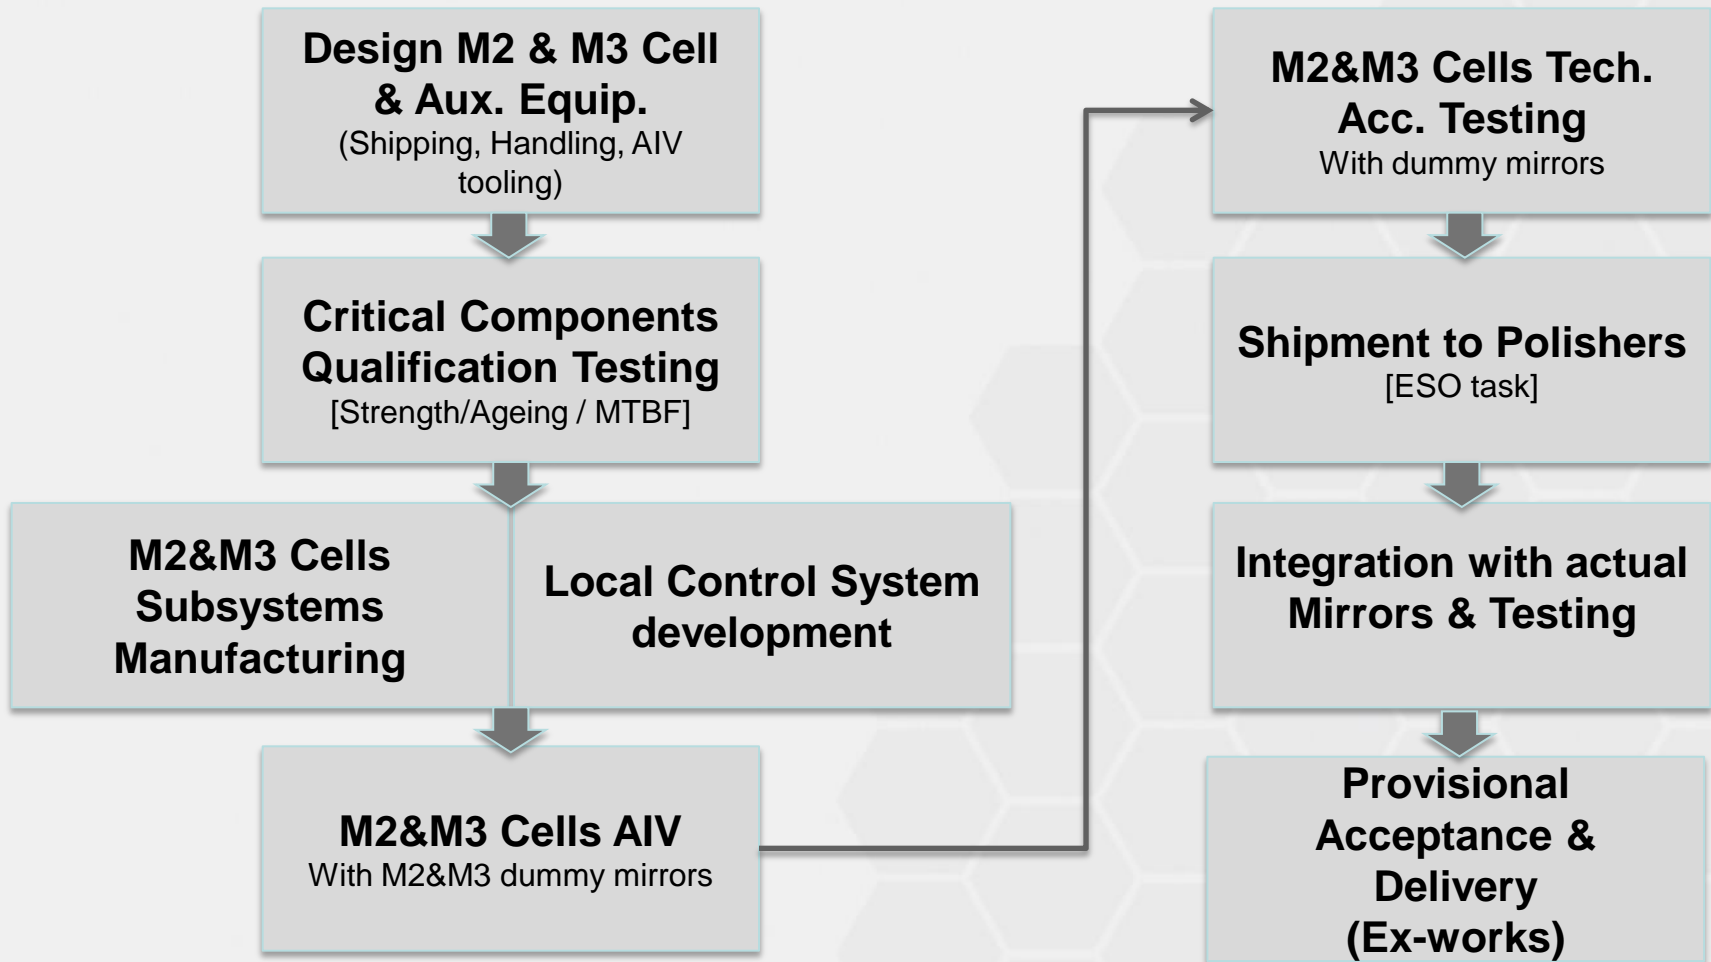 Design M2 & M3 Cell
& Aux. Equip.
(Shipping, Handling, AIV
tooling)
Critical Components
Qualification Testing
[Strength/Ageing / MTBF]
M2&M3 Cells
Subsystems
Manufacturing
Local Control System
development
M2&M3 Cells AIV
With M2&M3 dummy mirrors
M2&M3 Cells Tech.
Acc. Testing
With dummy mirrors
Shipment to Polishers
[ESO task]
Integration with actual
Mirrors & Testing
Provisional
Acceptance &
Delivery
(Ex-works)